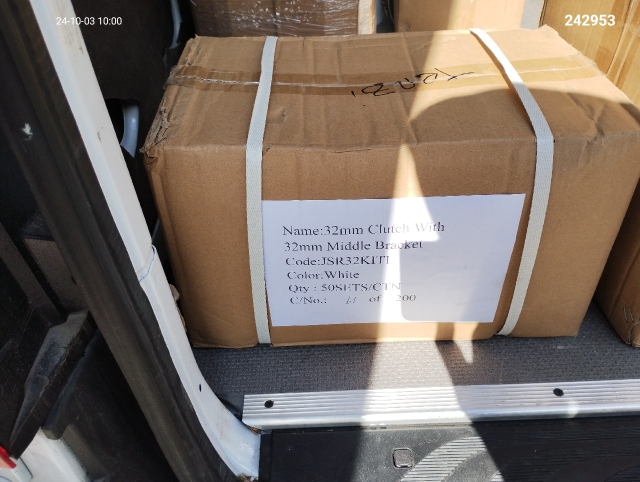 24-10-03 10:00
242953
Name:32mm Clutch With
32mm Middle Bracket
Code:JSR32KIT
Color:White
Qty : 50SETS/CTN
C/No.: of 200